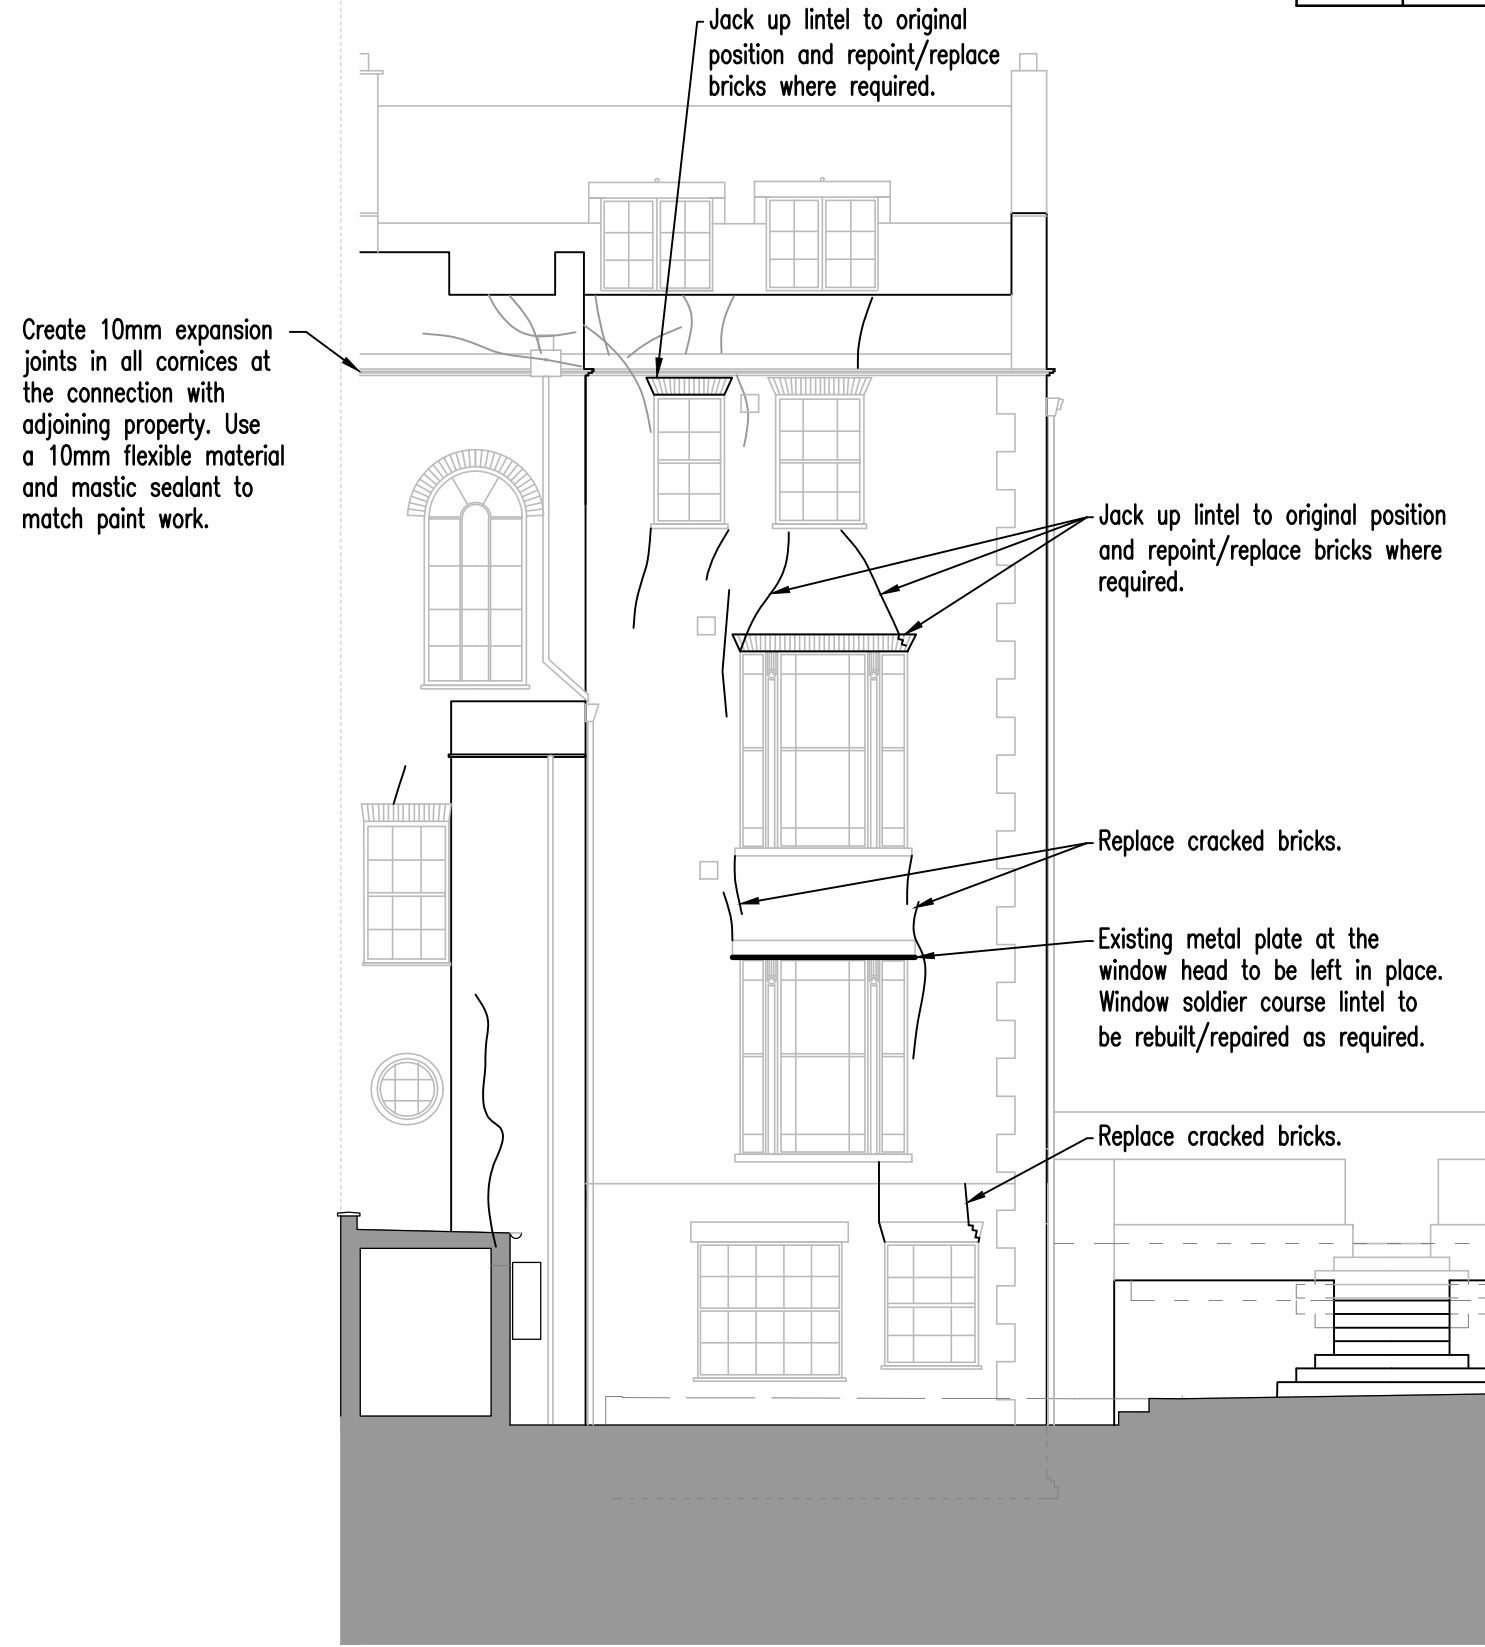 Jack up lintel to original
position and repoint/replace
bricks where required.
Create 10mm expansion
joints in all cornices at
the connection with
adjoining property. Use
a 10mm flexible material
and mastic sealant to
match paint work.
Jack up lintel to original position
and repoint/replace bricks where
required.
Replace cracked bricks.
Existing metal plate at the
window head to be left in place.
Window soldier course lintel to
be rebuilt/repaired as required.
Replace cracked bricks.